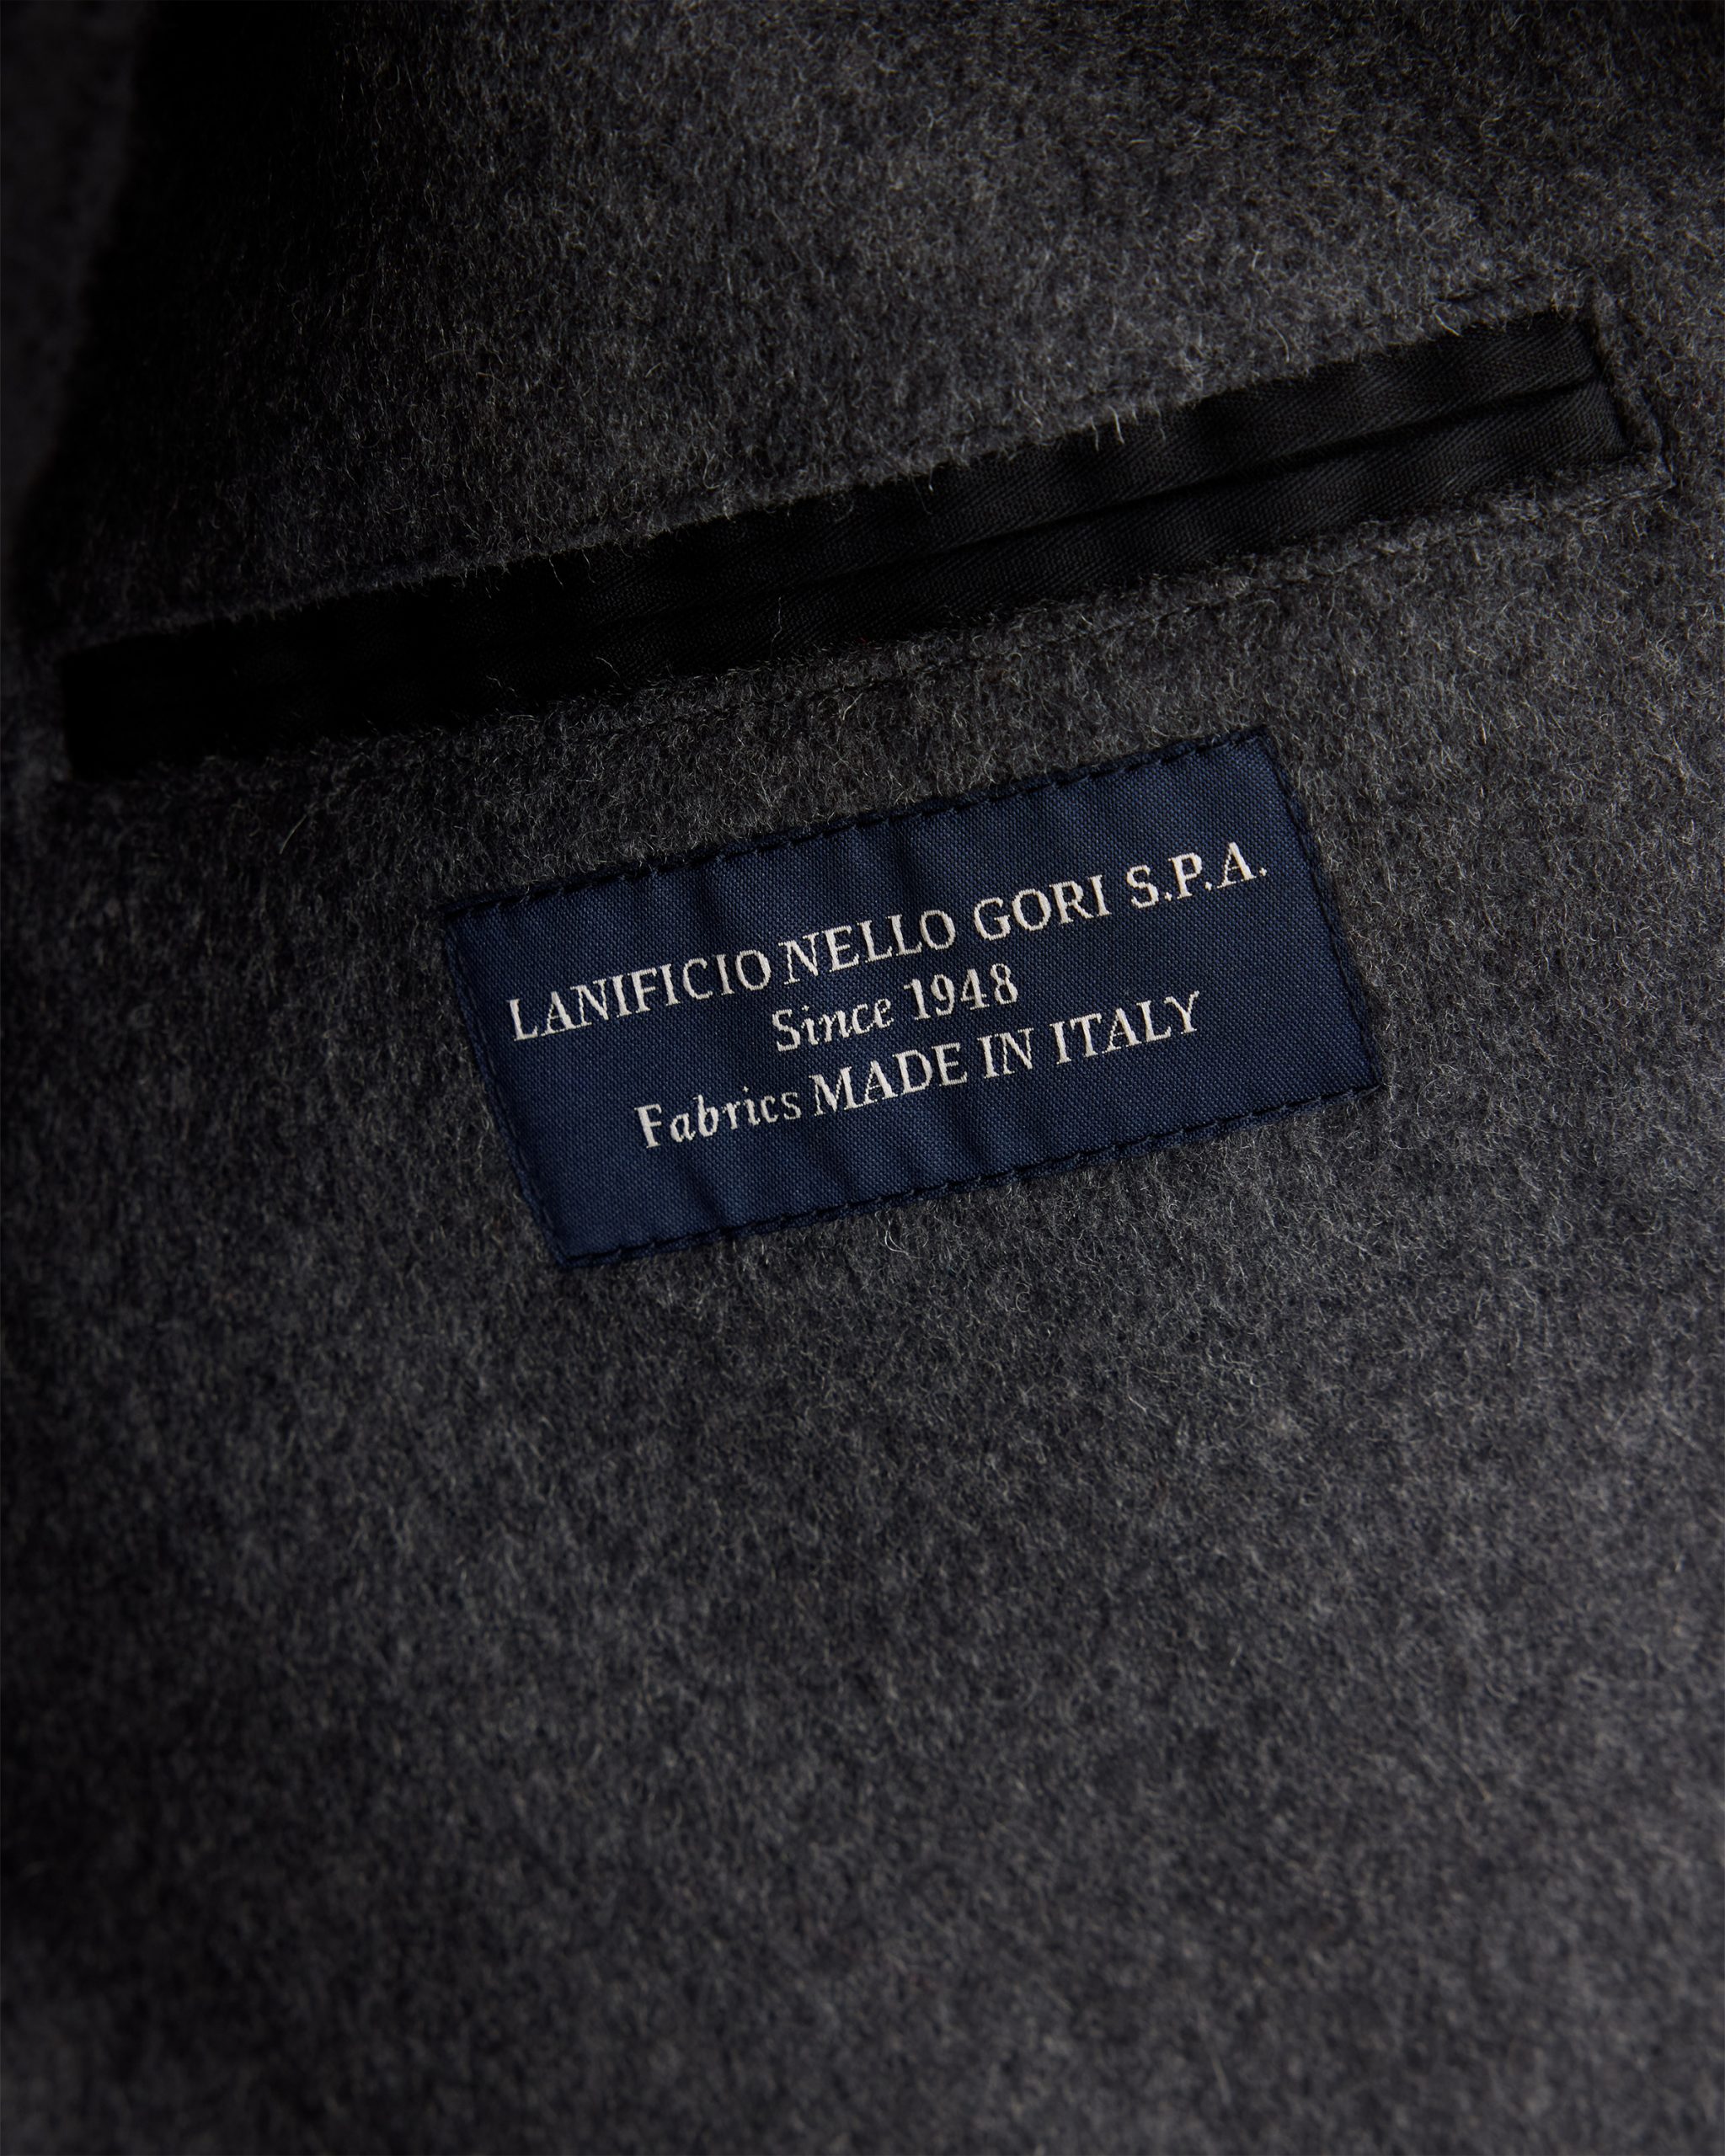 LANIFICIO NELLO GORI S.P.A.
Since 1948
Fabrics MADE IN ITALY